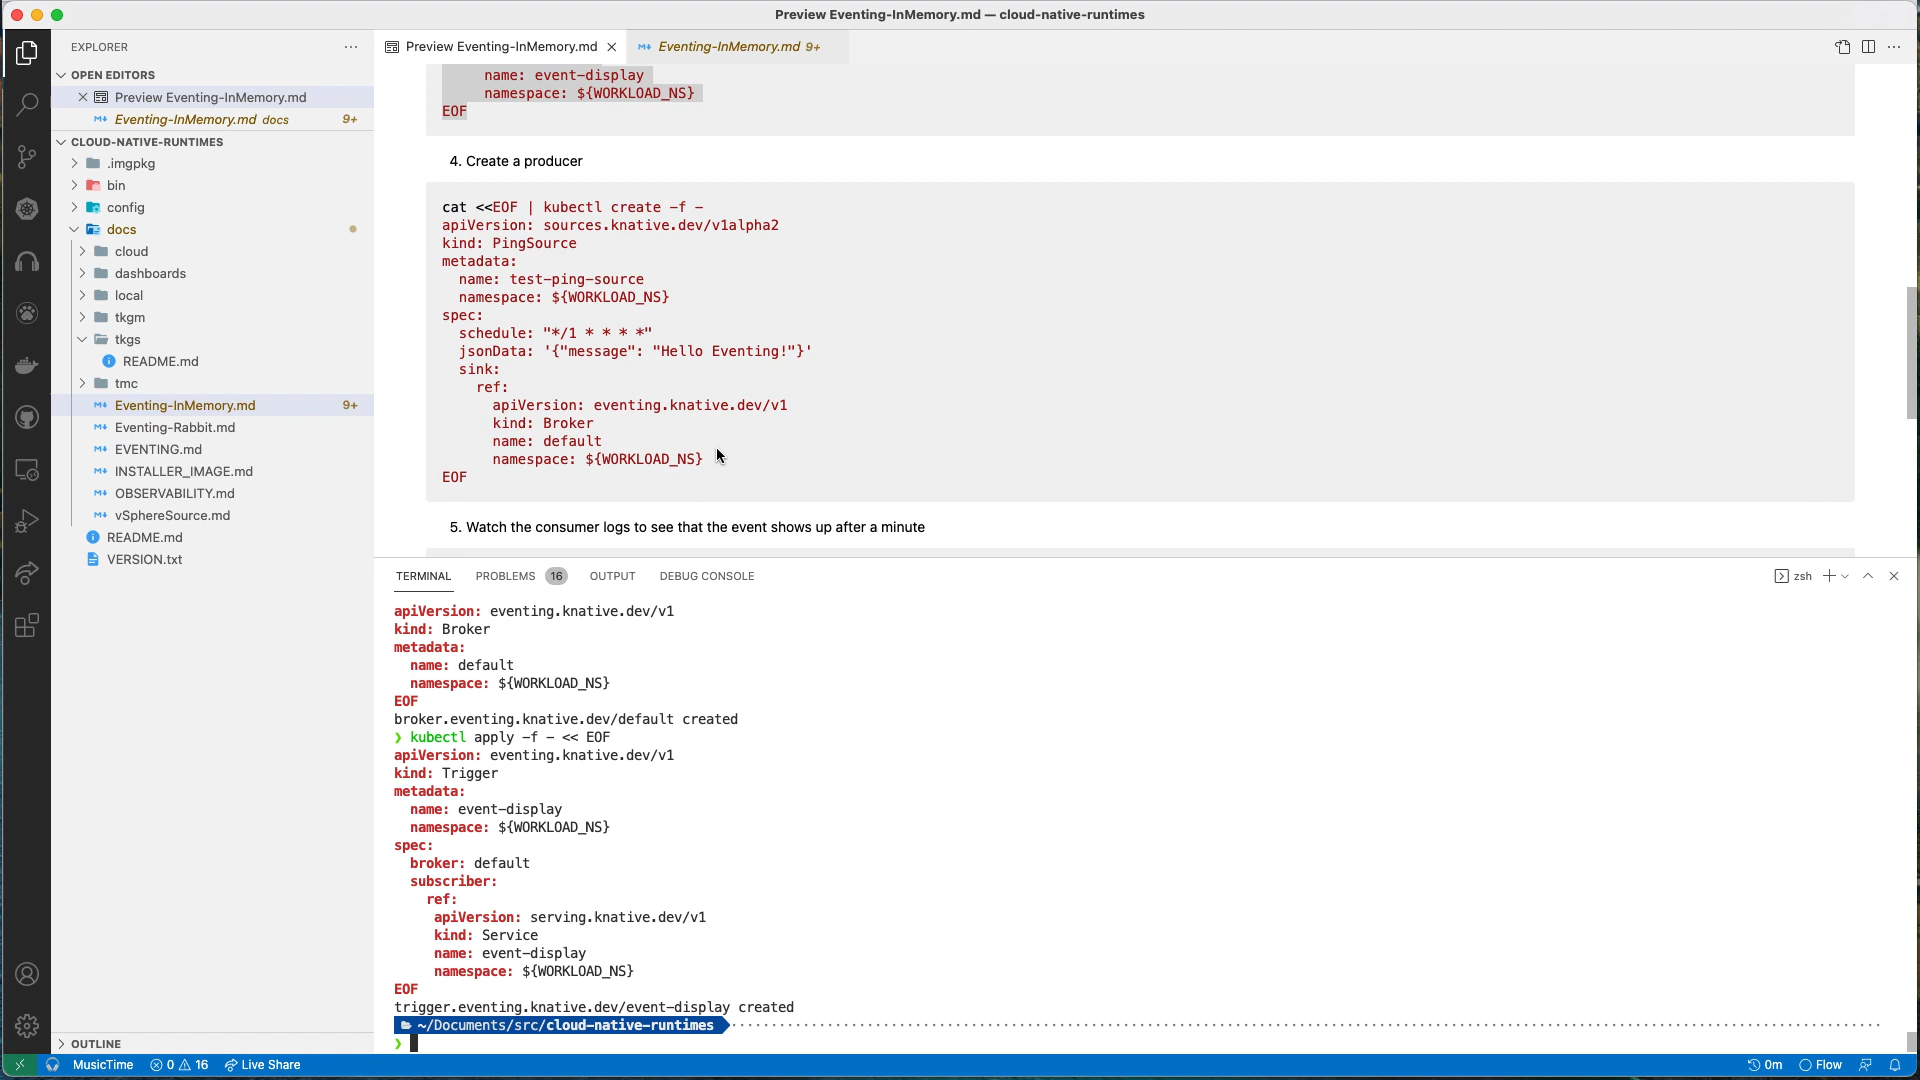 Preview Eventing-InMemory.md — cloud-native-runtimes
EXPLORER
OPEN EDITORS
Preview Eventing-InMemory.md
Eventing-InMemory.md docs 9+
CLOUD-NATIVE-RUNTIMES
.imgpkg
bin
config
docs
cloud
dashboards
local
tkgm
tkgs
README.md
tmc
Eventing-InMemory.md 9+
Eventing-Rabbit.md
EVENTING.md
INSTALLER_IMAGE.md
OBSERVABILITY.md
vSphereSource.md
README.md
VERSION.txt
OUTLINE
Preview Eventing-InMemory.md
Eventing-InMemory.md 9+
name: event-display
namespace: ${WORKLOAD_NS}
EOF
4. Create a producer
cat <<EOF | kubectl create -f -
apiVersion: sources.knative.dev/v1alpha2
kind: PingSource
metadata:
  name: test-ping-source
  namespace: ${WORKLOAD_NS}
spec:
  schedule: "*/1 * * * *"
  jsonData: '{"message": "Hello Eventing!"}'
  sink:
    ref:
      apiVersion: eventing.knative.dev/v1
      kind: Broker
      name: default
      namespace: ${WORKLOAD_NS}
EOF
5. Watch the consumer logs to see that the event shows up after a minute
TERMINAL PROBLEMS 16 OUTPUT DEBUG CONSOLE
zsh
apiVersion: eventing.knative.dev/v1
kind: Broker
metadata:
  name: default
  namespace: ${WORKLOAD_NS}
EOF
broker.eventing.knative.dev/default created
❯ kubectl apply -f - << EOF
apiVersion: eventing.knative.dev/v1
kind: Trigger
metadata:
  name: event-display
  namespace: ${WORKLOAD_NS}
spec:
  broker: default
  subscriber:
    ref:
     apiVersion: serving.knative.dev/v1
     kind: Service
     name: event-display
     namespace: ${WORKLOAD_NS}
EOF
trigger.eventing.knative.dev/event-display created
~/Documents/src/cloud-native-runtimes
❯
MusicTime 0 16 Live Share
0m Flow